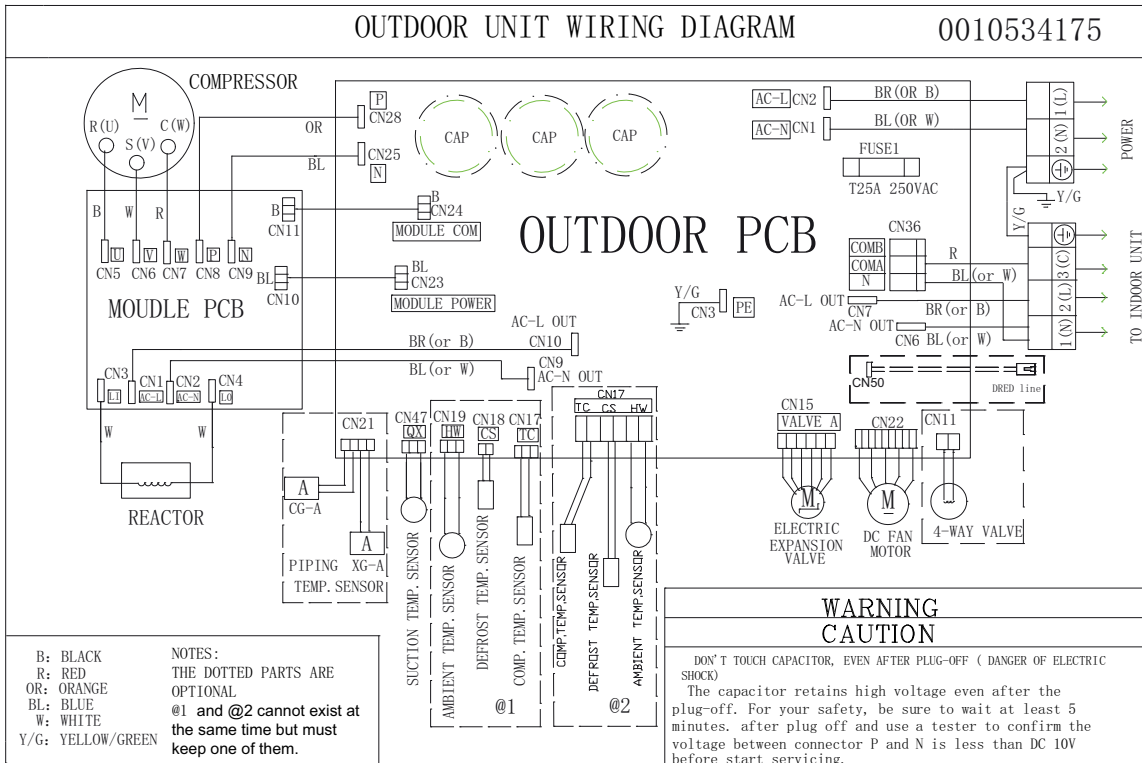 OUTDOOR UNIT WIRING DIAGRAM
0010534175
COMPRESSOR
M
R(U)
C(W)
S(V)
P
CN28
OR
CN25
BL
N
CAP
CAP
CAP
AC-L CN2
BR(OR B)
AC-N CN1
BL(OR W)
FUSE1
T25A 250VAC
1(L)
2(N)
POWER
Y/G
Y/G
B
W
R
U
V
W
P
N
CN5
CN6
CN7
CN8
CN9
B
CN11
B
CN24
MODULE COM
BL
CN10
BL
CN23
MODULE POWER
MOUDLE PCB
OUTDOOR PCB
CN36
COMB
COMA
N
R
BL(or W)
Y/G
CN3
PE
AC-L OUT
CN7
BR(or B)
AC-N OUT
CN6
BL(or W)
3(C)
2(L)
1(N)
TO INDOOR UNIT
AC-L OUT
BR(or B)
CN10
BL(or W)
CN9
AC-N OUT
CN3
LI
CN1
AC-L
CN2
AC-N
CN4
LO
W
W
REACTOR
CN50
DRED line
CN21
A
CG-A
A
PIPING XG-A
TEMP.SENSOR
CN47
QX
SUCTION TEMP.SENSOR
CN19
HW
AMBIENT TEMP.SENSOR
CN18
CS
DEFROST TEMP.SENSOR
CN17
TC
COMP.TEMP.SENSOR
@1
CN17
TC CS HW
COMP.TEMP.SENSOR
DEFROST TEMP.SENSOR
AMBIENT TEMP.SENSOR
@2
CN15
VALVE A
M
ELECTRIC
EXPANSION
VALVE
CN22
M
DC FAN
MOTOR
CN11
4-WAY VALVE
B: BLACK
R: RED
OR: ORANGE
BL: BLUE
W: WHITE
Y/G: YELLOW/GREEN
NOTES:
THE DOTTED PARTS ARE
OPTIONAL
@1 and @2 cannot exist at
the same time but must
keep one of them.
WARNING
CAUTION
DON'T TOUCH CAPACITOR, EVEN AFTER PLUG-OFF ( DANGER OF ELECTRIC
SHOCK)
The capacitor retains high voltage even after the
plug-off. For your safety, be sure to wait at least 5
minutes. after plug off and use a tester to confirm the
voltage between connector P and N is less than DC 10V
before start servicing.